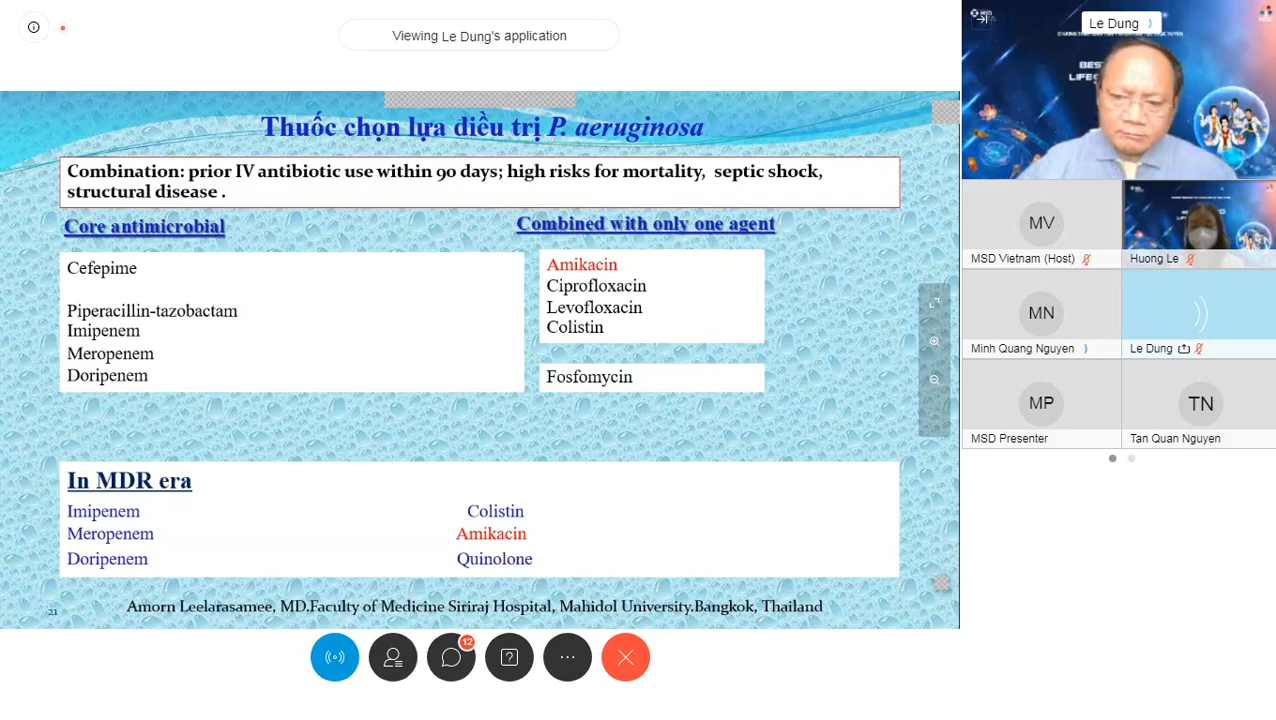 Viewing Le Dung's application
Le Dung
Thuốc chọn lựa điều trị P. aeruginosa
Combination: prior IV antibiotic use within 90 days; high risks for mortality, septic shock,
structural disease .
Core antimicrobial
Combined with only one agent
Cefepime
Piperacillin-tazobactam
Imipenem
Meropenem
Doripenem
Amikacin
Ciprofloxacin
Levofloxacin
Colistin
Fosfomycin
In MDR era
Imipenem Colistin
Meropenem Amikacin
Doripenem Quinolone
21
Amorn Leelarasamee, MD.Faculty of Medicine Siriraj Hospital, Mahidol University.Bangkok, Thailand
MV
MSD Vietnam (Host)
Huong Le
MN
Minh Quang Nguyen
Le Dung
MP
MSD Presenter
TN
Tan Quan Nguyen
12